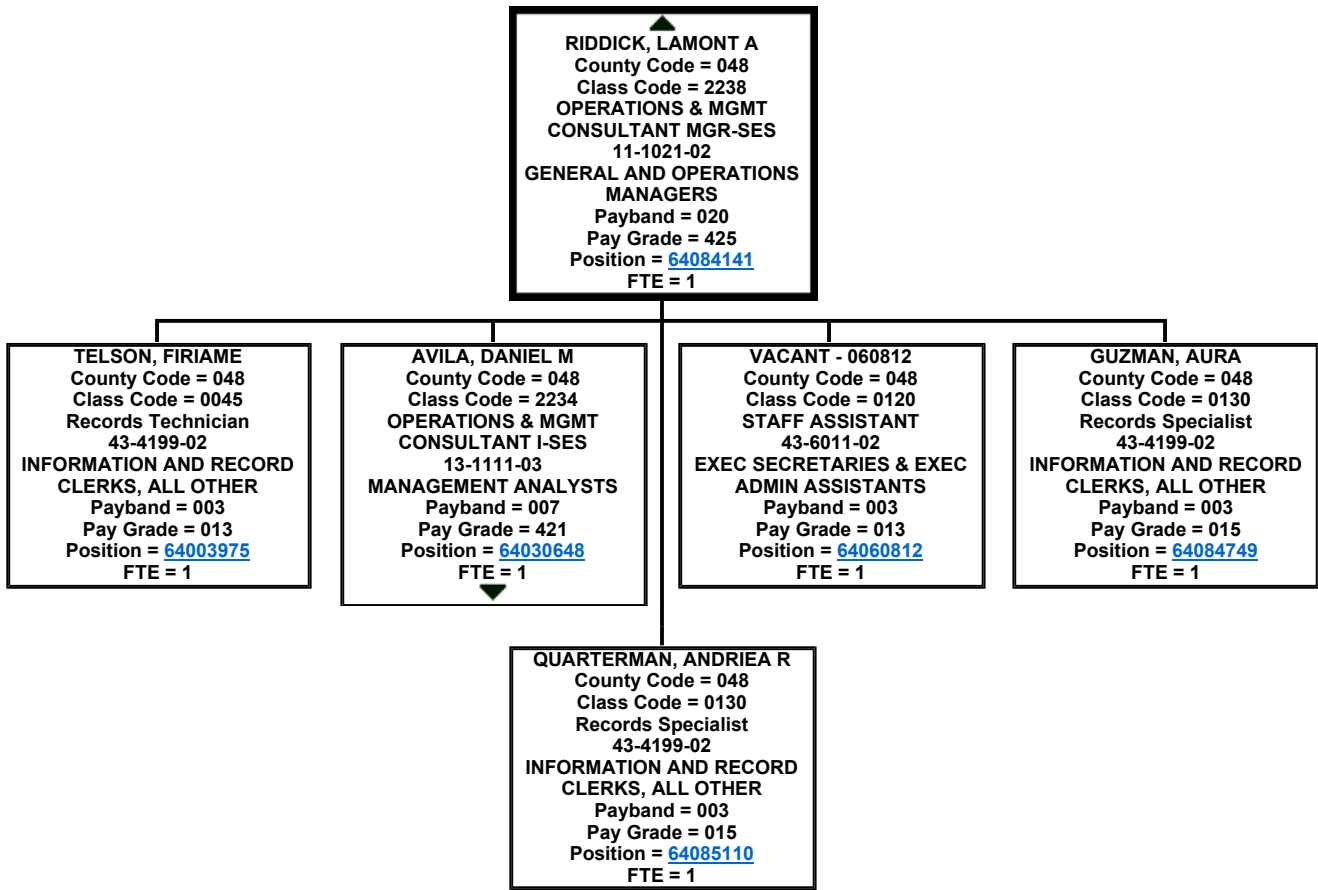 RIDDICK, LAMONT A
County Code = 048
Class Code = 2238
OPERATIONS & MGMT
CONSULTANT MGR-SES
11-1021-02
GENERAL AND OPERATIONS
MANAGERS
Payband = 020
Pay Grade = 425
Position = 64084141
FTE = 1
TELSON, FIRIAME
County Code = 048
Class Code = 0045
Records Technician
43-4199-02
INFORMATION AND RECORD
CLERKS, ALL OTHER
Payband = 003
Pay Grade = 013
Position = 64003975
FTE = 1
AVILA, DANIEL M
County Code = 048
Class Code = 2234
OPERATIONS & MGMT
CONSULTANT I-SES
13-1111-03
MANAGEMENT ANALYSTS
Payband = 007
Pay Grade = 421
Position = 64030648
FTE = 1
VACANT - 060812
County Code = 048
Class Code = 0120
STAFF ASSISTANT
43-6011-02
EXEC SECRETARIES & EXEC
ADMIN ASSISTANTS
Payband = 003
Pay Grade = 013
Position = 64060812
FTE = 1
GUZMAN, AURA
County Code = 048
Class Code = 0130
Records Specialist
43-4199-02
INFORMATION AND RECORD
CLERKS, ALL OTHER
Payband = 003
Pay Grade = 015
Position = 64084749
FTE = 1
QUARTERMAN, ANDRIEA R
County Code = 048
Class Code = 0130
Records Specialist
43-4199-02
INFORMATION AND RECORD
CLERKS, ALL OTHER
Payband = 003
Pay Grade = 015
Position = 64085110
FTE = 1